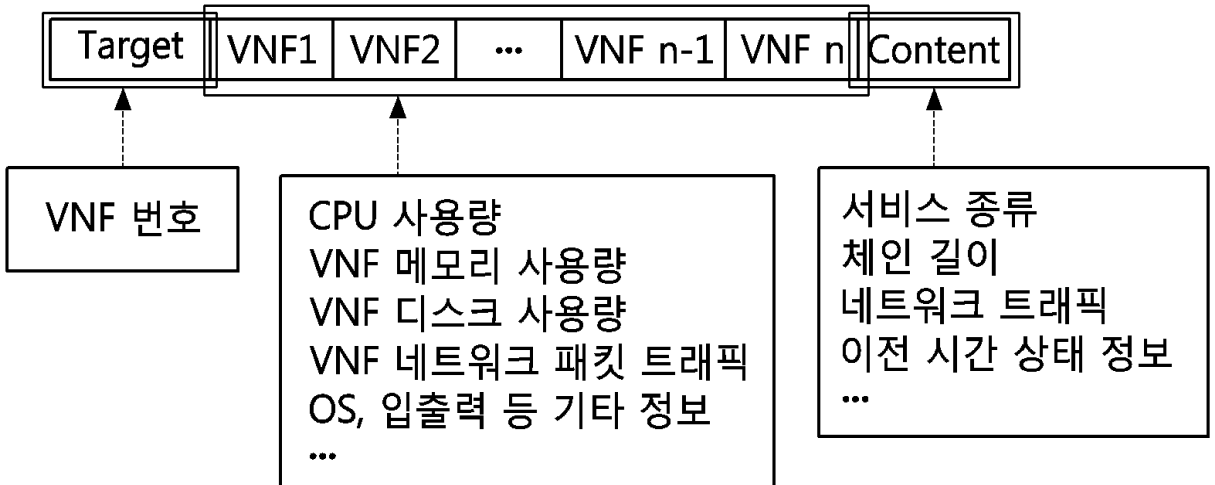 Target VNF1 VNF2 ... VNF n-1 VNF n Content
VNF 번호
CPU 사용량
VNF 메모리 사용량
VNF 디스크 사용량
VNF 네트워크 패킷 트래픽
OS, 입출력 등 기타 정보
...
서비스 종류
체인 길이
네트워크 트래픽
이전 시간 상태 정보
...